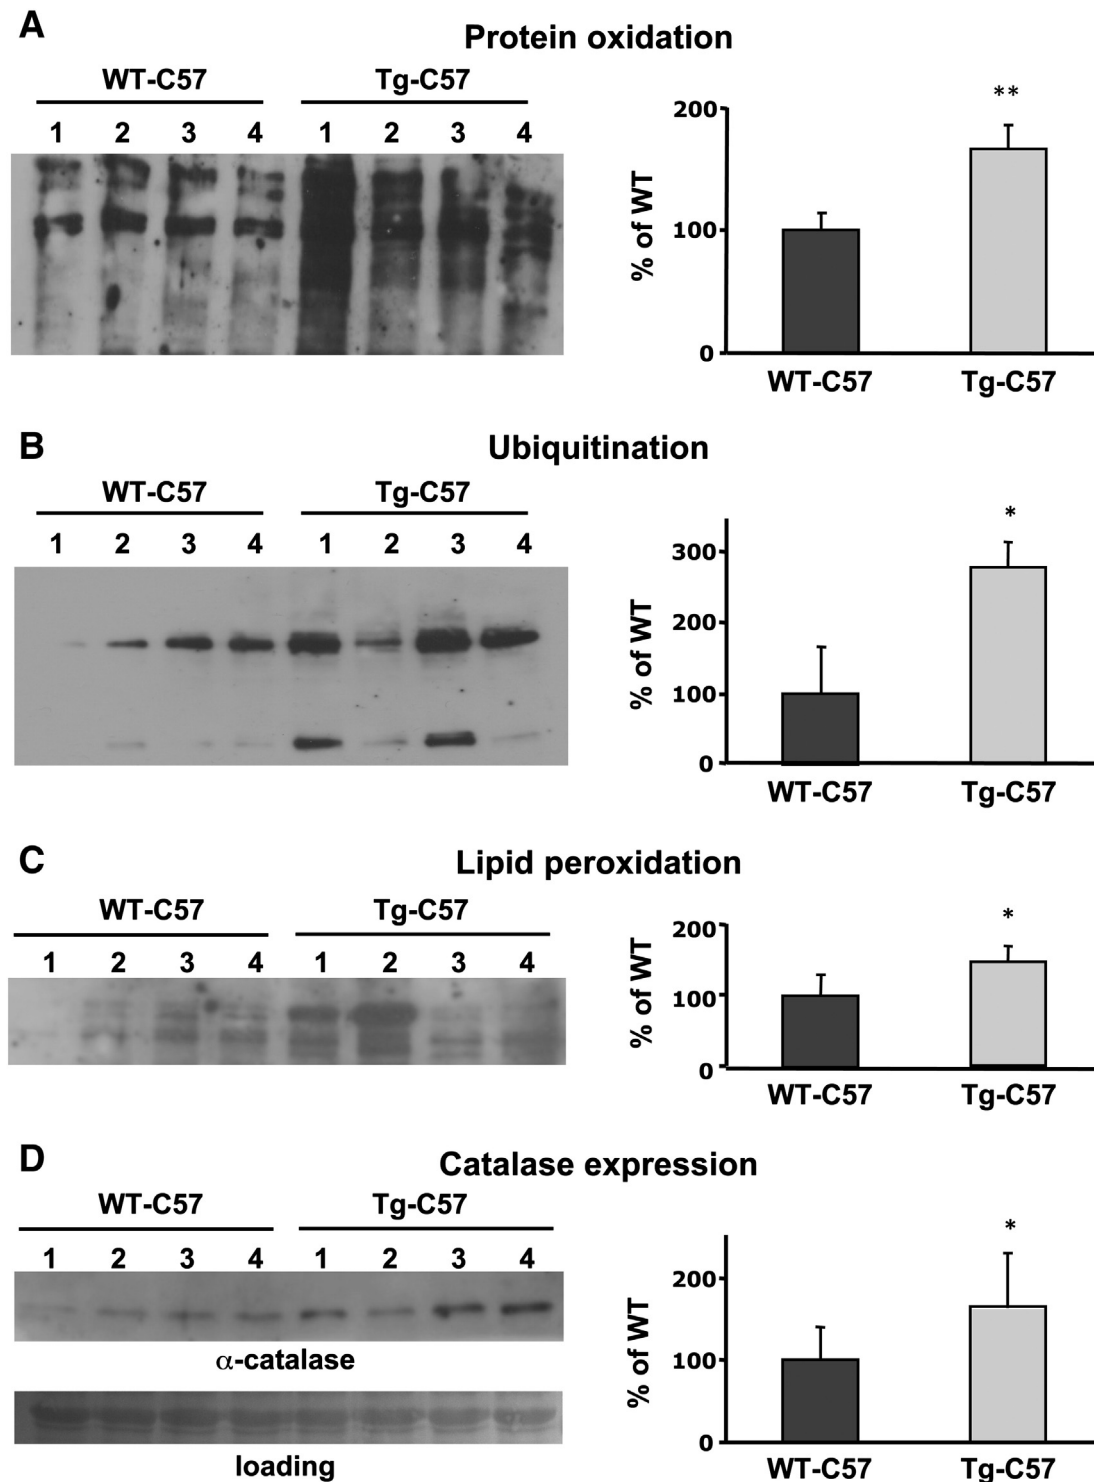 A
Protein oxidation
WT-C57 Tg-C57
1 2 3 4 1 2 3 4
**
200
100
0
% of WT
WT-C57 Tg-C57
B
Ubiquitination
WT-C57 Tg-C57
1 2 3 4 1 2 3 4
*
300
200
100
0
% of WT
WT-C57 Tg-C57
C
Lipid peroxidation
WT-C57 Tg-C57
1 2 3 4 1 2 3 4
*
200
100
0
% of WT
WT-C57 Tg-C57
D
Catalase expression
WT-C57 Tg-C57
1 2 3 4 1 2 3 4
α-catalase
loading
*
200
100
0
% of WT
WT-C57 Tg-C57